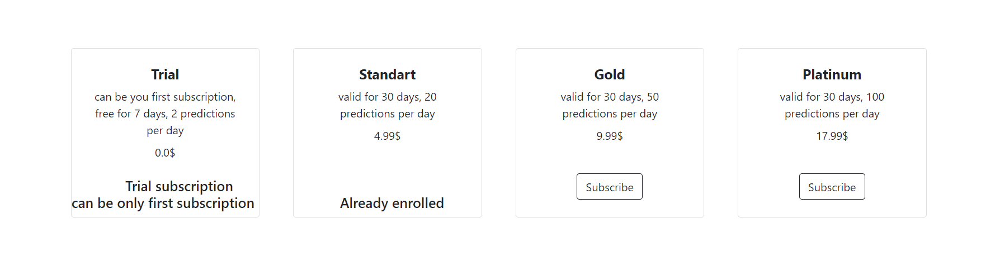 Trial
can be you first subscription,
free for 7 days, 2 predictions
per day
0.0$
Trial subscription
can be only first subscription
Standart
valid for 30 days, 20
predictions per day
4.99$
Already enrolled
Gold
valid for 30 days, 50
predictions per day
9.99$
Subscribe
Platinum
valid for 30 days, 100
predictions per day
17.99$
Subscribe